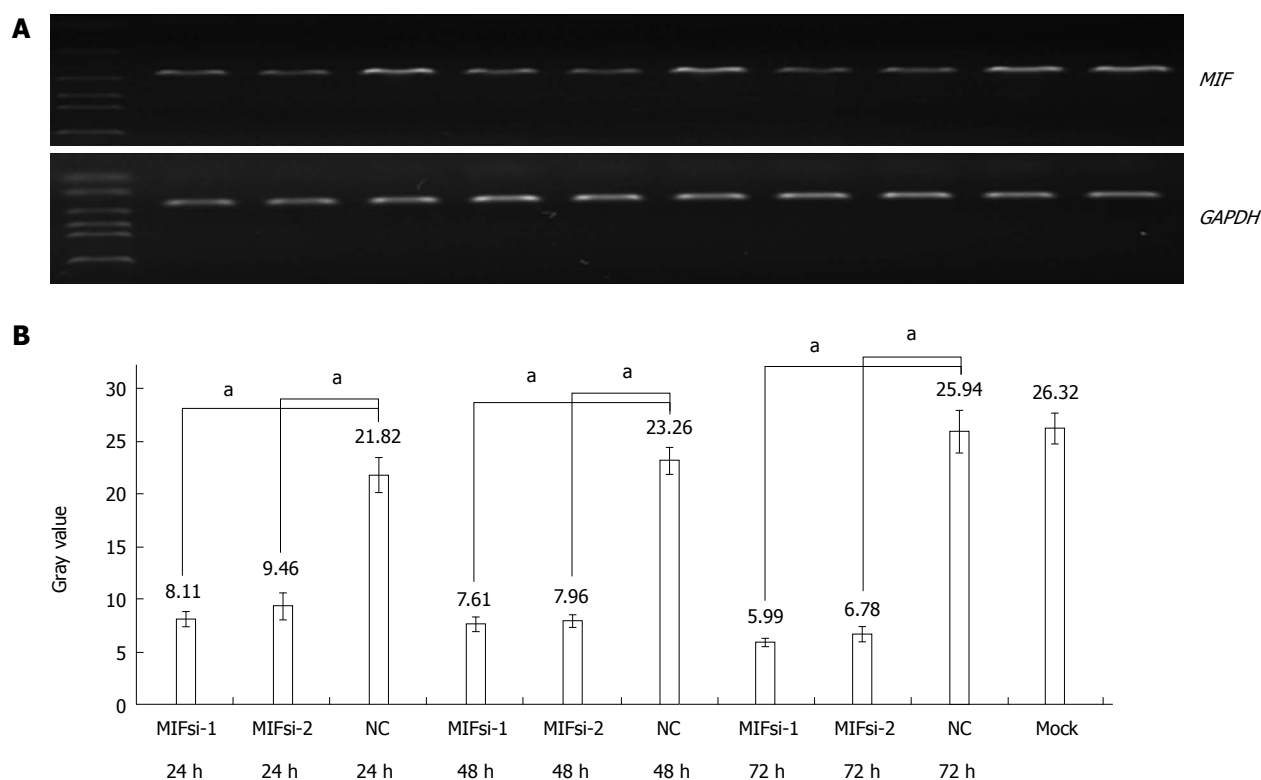 A
MIF
GAPDH
B
a a a a a a
30
25
20
15
10
5
0
Gray value
8.11 9.46 21.82 7.61 7.96 23.26 5.99 6.78 25.94 26.32
MIFsi-1 MIFsi-2 NC MIFsi-1 MIFsi-2 NC MIFsi-1 MIFsi-2 NC Mock
24 h 24 h 24 h 48 h 48 h 48 h 72 h 72 h 72 h